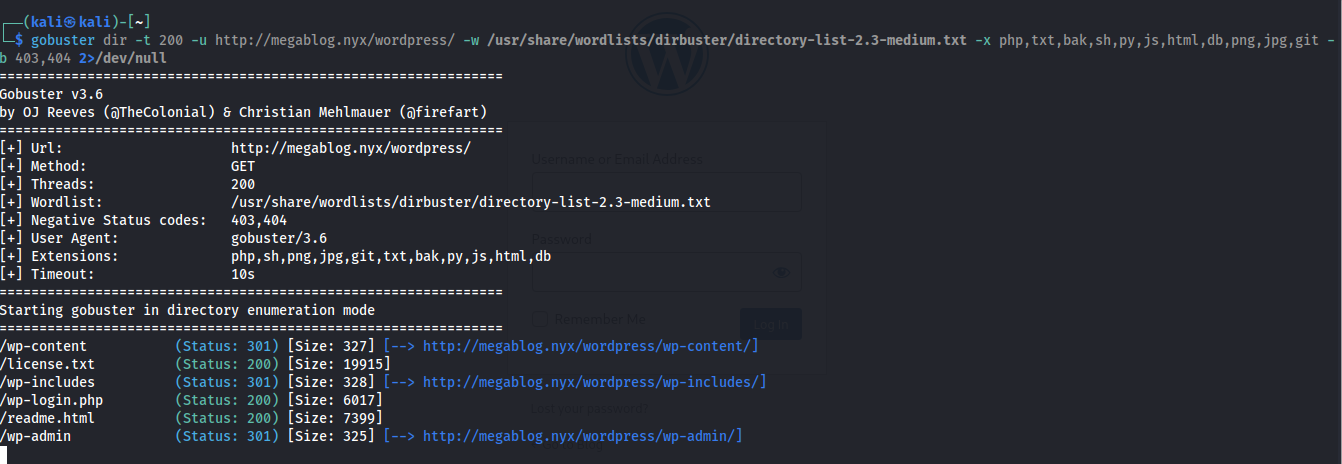 ┌──(kali㉿kali)-[~]
└─$ gobuster dir -t 200 -u http://megablog.nyx/wordpress/ -w /usr/share/wordlists/dirbuster/directory-list-2.3-medium.txt -x php,txt,bak,sh,py,js,html,db,png,jpg,git -
b 403,404 2>/dev/null
===============================================================
Gobuster v3.6
by OJ Reeves (@TheColonial) & Christian Mehlmauer (@firefart)
===============================================================
[+] Url:                     http://megablog.nyx/wordpress/
[+] Method:                  GET
[+] Threads:                 200
[+] Wordlist:                /usr/share/wordlists/dirbuster/directory-list-2.3-medium.txt
[+] Negative Status codes:   403,404
[+] User Agent:              gobuster/3.6
[+] Extensions:              php,sh,png,jpg,git,txt,bak,py,js,html,db
[+] Timeout:                 10s
===============================================================
Starting gobuster in directory enumeration mode
===============================================================
/wp-content           (Status: 301) [Size: 327] [--> http://megablog.nyx/wordpress/wp-content/]
/license.txt          (Status: 200) [Size: 19915]
/wp-includes          (Status: 301) [Size: 328] [--> http://megablog.nyx/wordpress/wp-includes/]
/wp-login.php         (Status: 200) [Size: 6017]
/readme.html          (Status: 200) [Size: 7399]
/wp-admin             (Status: 301) [Size: 325] [--> http://megablog.nyx/wordpress/wp-admin/]
Username or Email Address
Password
Remember Me
Log In
Lost your password?